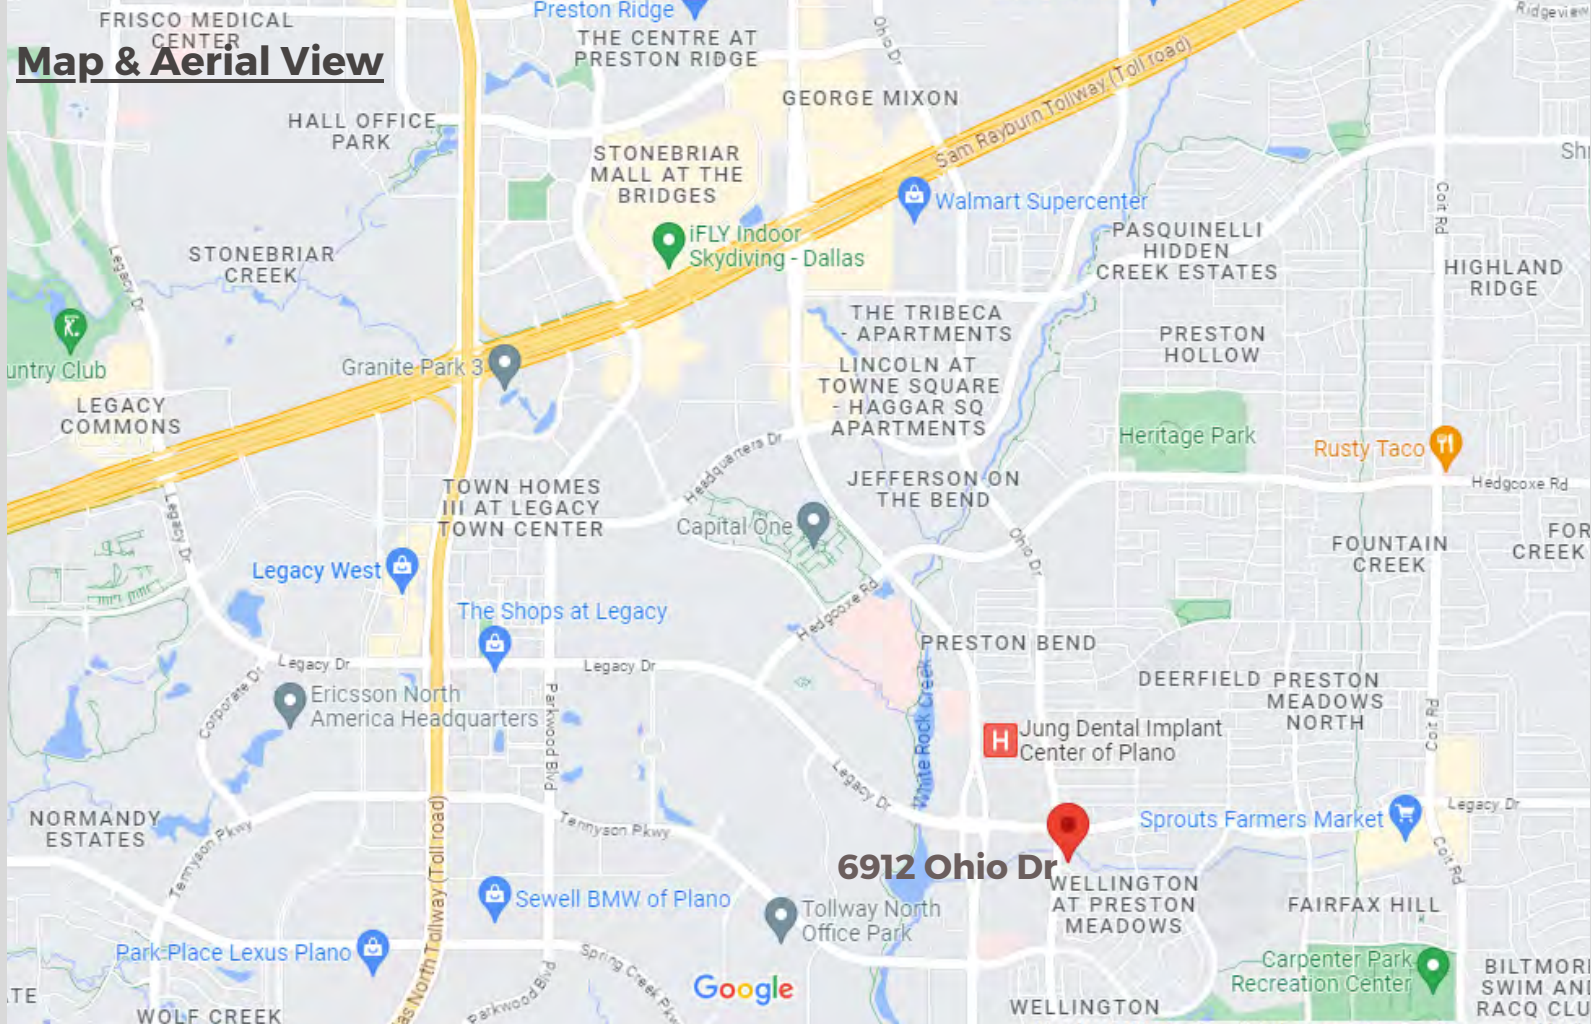 Map & Aerial View
FRISCO MEDICAL
CENTER
Preston Ridge
THE CENTRE AT
PRESTON RIDGE
Ohio Dr
Ridgeview
GEORGE MIXON
Sam Rayburn Tollway (Toll road)
HALL OFFICE
PARK
STONEBRIAR
MALL AT THE
BRIDGES
Walmart Supercenter
Coit Rd
iFLY Indoor
Skydiving - Dallas
STONEBRIAR
CREEK
Legacy Dr
PASQUINELLI
HIDDEN
CREEK ESTATES
HIGHLAND
RIDGE
THE TRIBECA
- APARTMENTS
PRESTON
HOLLOW
untry Club
Granite Park 3
LINCOLN AT
TOWNE SQUARE
- HAGGAR SQ
APARTMENTS
LEGACY
COMMONS
Headquarters Dr
Heritage Park
Rusty Taco
Hedgcoxe Rd
TOWN HOMES
III AT LEGACY
TOWN CENTER
JEFFERSON ON
THE BEND
Legacy Dr
Capital One
Ohio Dr
FOUNTAIN
CREEK
FOR
CREEK
Legacy West
Hedgcoxe Rd
The Shops at Legacy
PRESTON BEND
Legacy Dr
Legacy Dr
DEERFIELD
PRESTON
MEADOWS
NORTH
Corporate Dr
Ericsson North
America Headquarters
Parkwood Blvd
White Rock Creek
Coit Rd
Jung Dental Implant
Center of Plano
Legacy Dr
NORMANDY
ESTATES
Tennyson Pkwy
Tennyson Pkwy
Sprouts Farmers Market
Legacy Dr
6912 Ohio Dr
Coit Rd
WELLINGTON
AT PRESTON
MEADOWS
FAIRFAX HILL
as North Tollway (Toll road)
Sewell BMW of Plano
Tollway North
Office Park
Park Place Lexus Plano
Spring Creek Pkw
Parkwood Blvd
Google
Carpenter Park
Recreation Center
BILTMOR
SWIM AN
RACQ CLU
WELLINGTON
WOLF CREEK